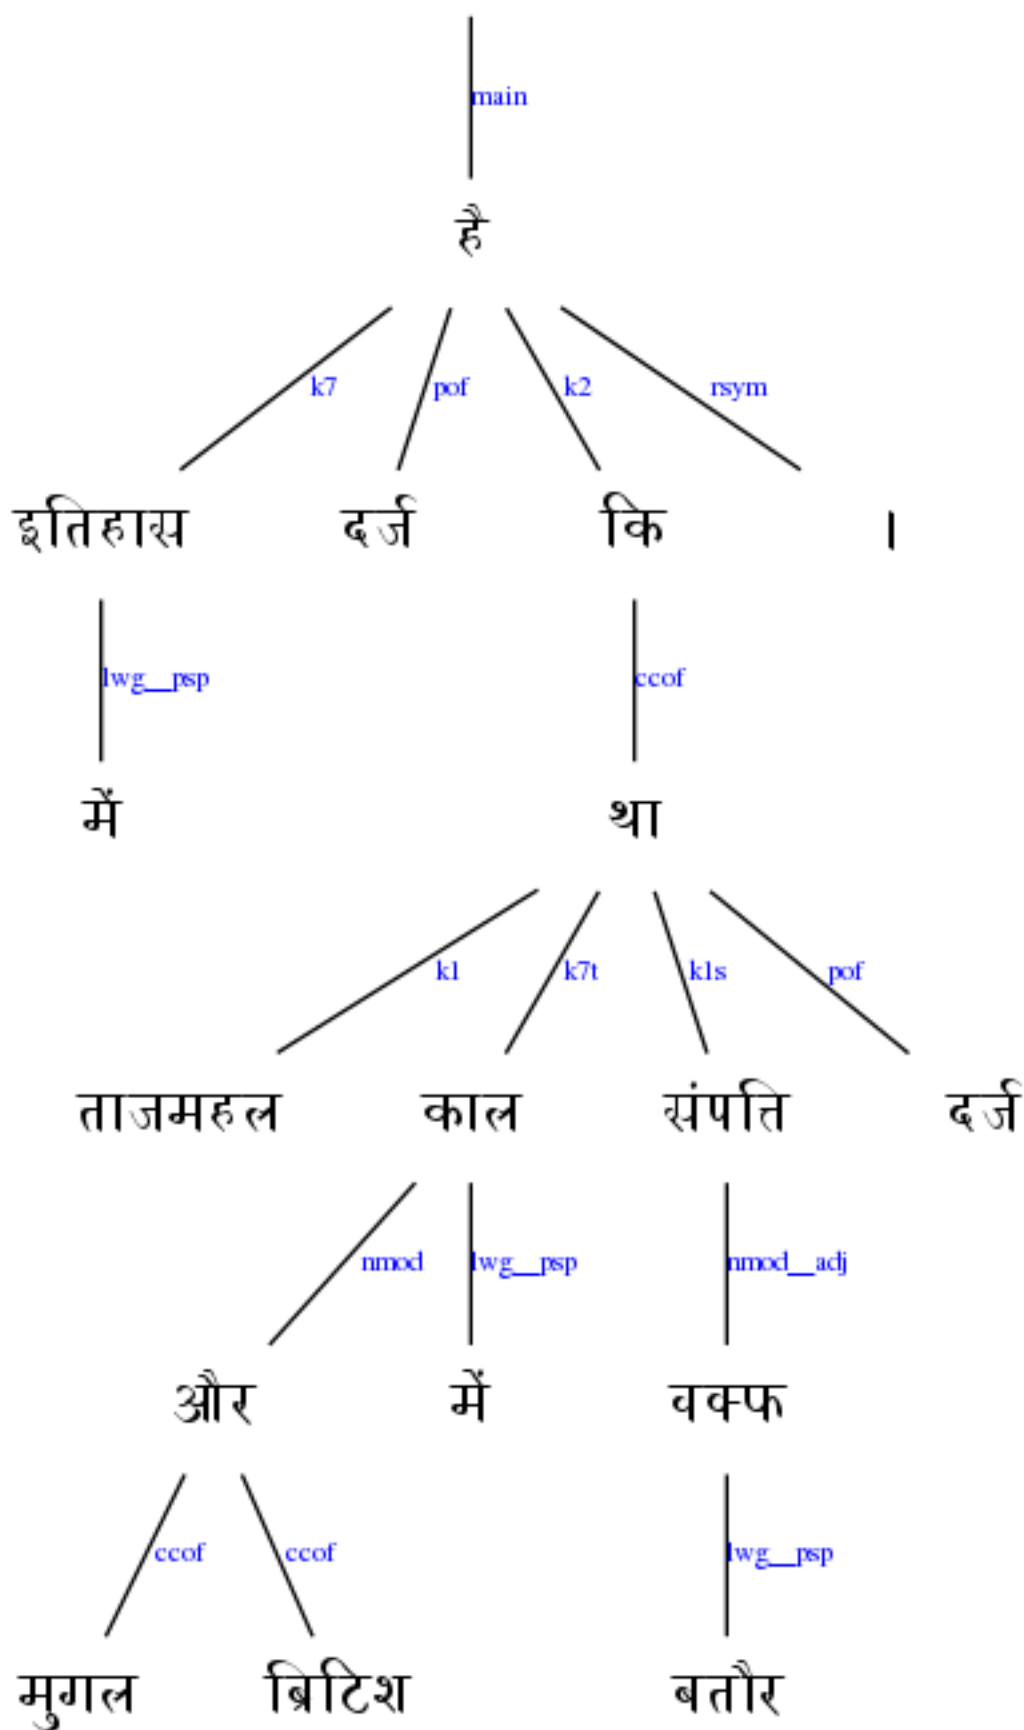 main
है
k7 pof k2 rsym
इतिहास दर्ज कि ।
lwg__psp ccof
में था
k1 k7t k1s pof
ताजमहल काल संपत्ति दर्ज
nmod lwg__psp nmod__adj
और में वक्फ
ccof ccof lwg__psp
मुगल ब्रिटिश बतौर